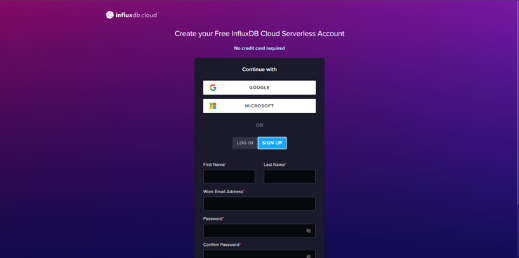 influxdb cloud
Create your Free InfluxDB Cloud Serverless Account
No credit card required
Continue with
GOOGLE
MICROSOFT
OR
LOG IN SIGN UP
First Name* Last Name*
Work Email Address*
Password*
Confirm Password*